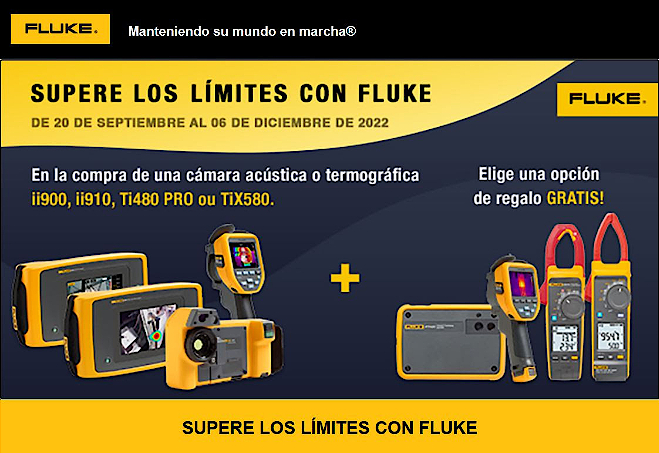 FLUKE®
Manteniendo su mundo en marcha®
SUPERE LOS LÍMITES CON FLUKE
DE 20 DE SEPTIEMBRE AL 06 DE DICIEMBRE DE 2022
FLUKE®
En la compra de una cámara acústica o termográfica
ii900, ii910, Ti480 PRO ou TiX580.
Elige una opción
de regalo GRATIS!
+
SUPERE LOS LÍMITES CON FLUKE